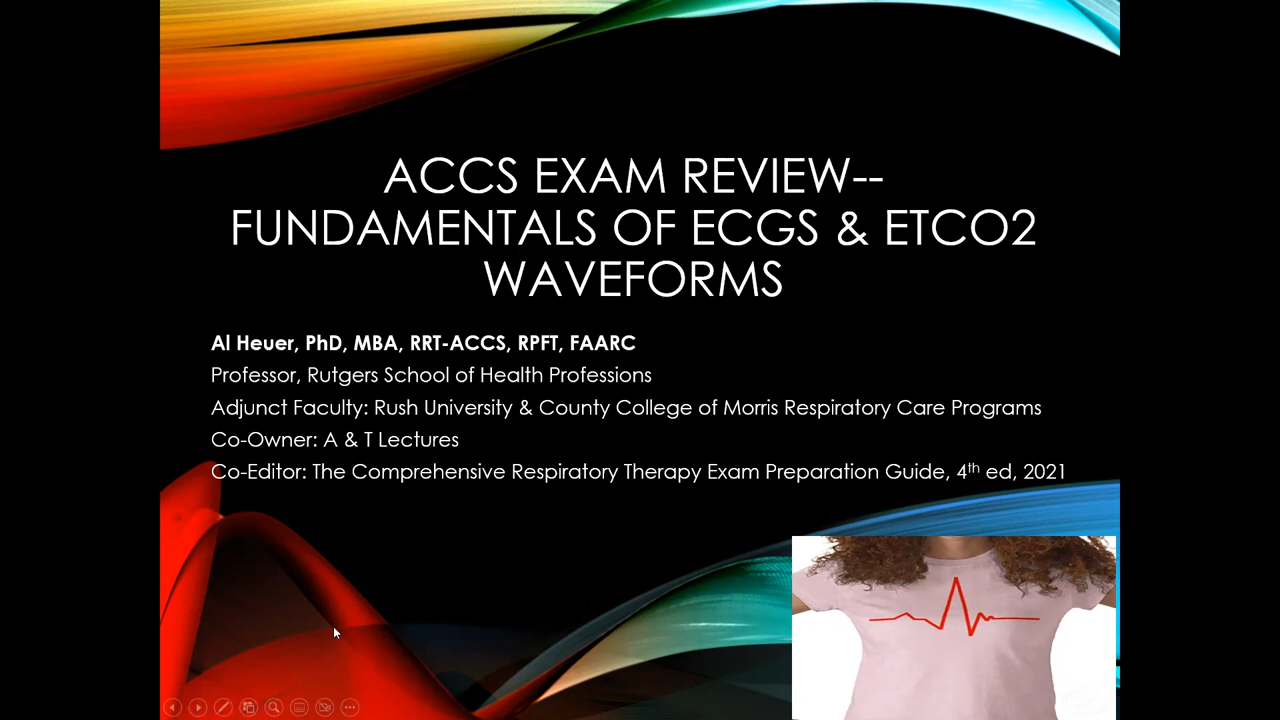 ACCS EXAM REVIEW--
FUNDAMENTALS OF ECGS & ETCO2
WAVEFORMS
Al Heuer, PhD, MBA, RRT-ACCS, RPFT, FAARC
Professor, Rutgers School of Health Professions
Adjunct Faculty: Rush University & County College of Morris Respiratory Care Programs
Co-Owner: A & T Lectures
Co-Editor: The Comprehensive Respiratory Therapy Exam Preparation Guide, 4th ed, 2021